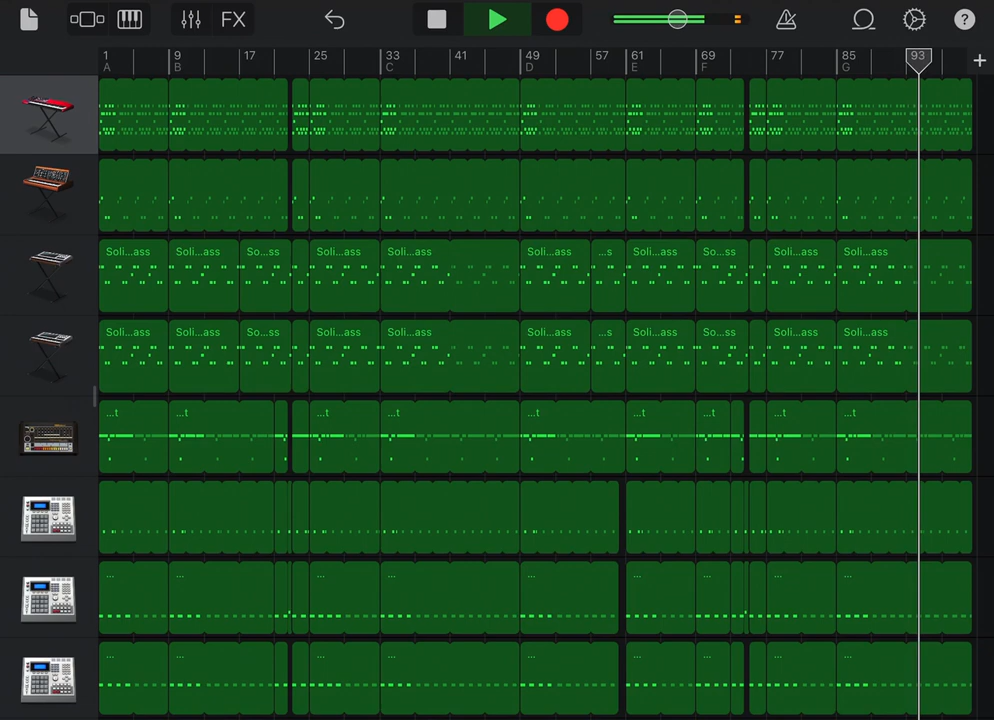 FX
?
1 9 17 25 33 41 49 57 61 69 77 85 93
A B C D E F G
Soli...ass Soli...ass So...ss Soli...ass Soli...ass Soli...ass ...s Soli...ass So...ss Soli...ass Soli...ass
Soli...ass Soli...ass So...ss Soli...ass Soli...ass Soli...ass ...s Soli...ass So...ss Soli...ass Soli...ass
...t ...t ...t ...t ...t ...t ...t ...t ...t
... ... ... ... ... ... ... ... ...
... ... ... ... ... ... ... ... ...